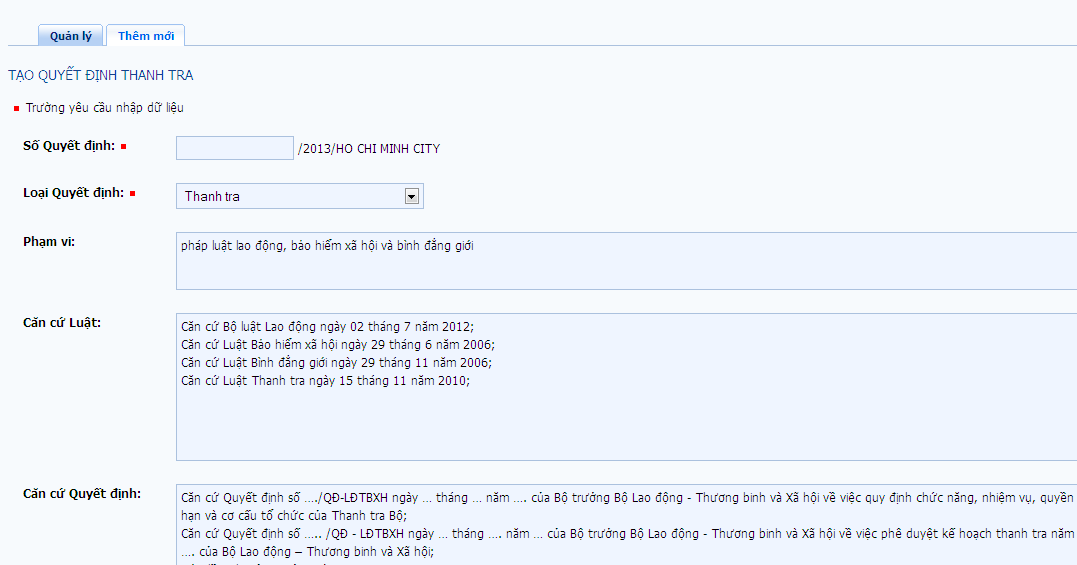 Quản lý Thêm mới
TẠO QUYẾT ĐỊNH THANH TRA
Trường yêu cầu nhập dữ liệu
Số Quyết định: /2013/HO CHI MINH CITY
Loại Quyết định: Thanh tra
Phạm vi: pháp luật lao động, bảo hiểm xã hội và bình đẳng giới
Căn cứ Luật: Căn cứ Bộ luật Lao động ngày 02 tháng 7 năm 2012;
Căn cứ Luật Bảo hiểm xã hội ngày 29 tháng 6 năm 2006;
Căn cứ Luật Bình đẳng giới ngày 29 tháng 11 năm 2006;
Căn cứ Luật Thanh tra ngày 15 tháng 11 năm 2010;
Căn cứ Quyết định: Căn cứ Quyết định số …./QĐ-LĐTBXH ngày … tháng … năm …. của Bộ trưởng Bộ Lao động - Thương binh và Xã hội về việc quy định chức năng, nhiệm vụ, quyền
hạn và cơ cấu tổ chức của Thanh tra Bộ;
Căn cứ Quyết định số ….. /QĐ - LĐTBXH ngày … tháng …. năm … của Bộ trưởng Bộ Lao động - Thương binh và Xã hội về việc phê duyệt kế hoạch thanh tra năm
…. của Bộ Lao động – Thương binh và Xã hội;